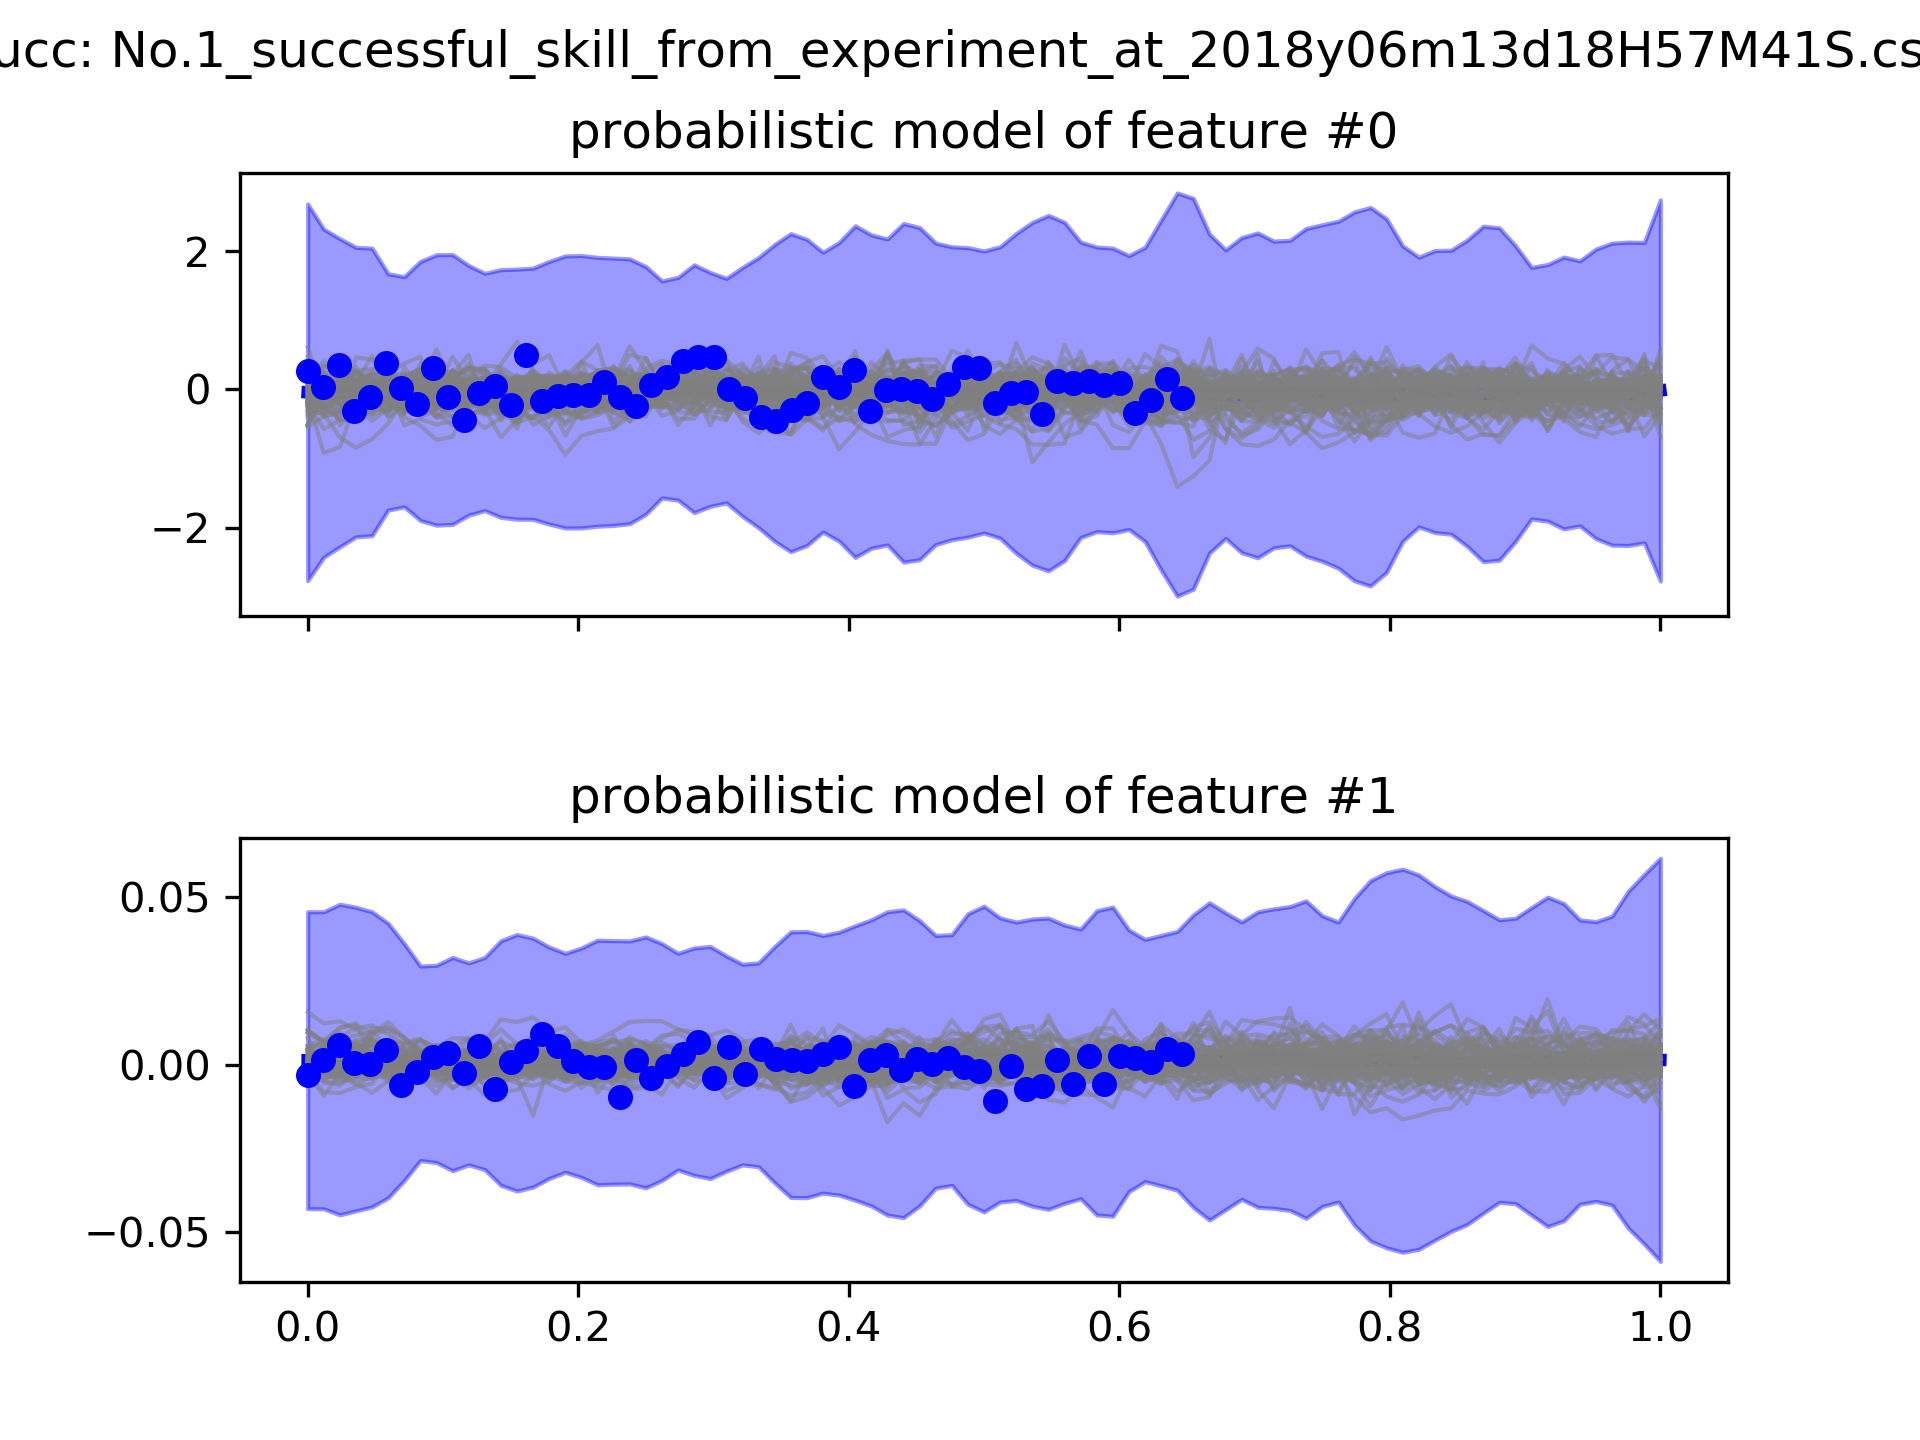 ucc: No.1_successful_skill_from_experiment_at_2018y06m13d18H57M41S.cs
probabilistic model of feature #0
2
0
−2
probabilistic model of feature #1
0.05
0.00
−0.05
0.0 0.2 0.4 0.6 0.8 1.0